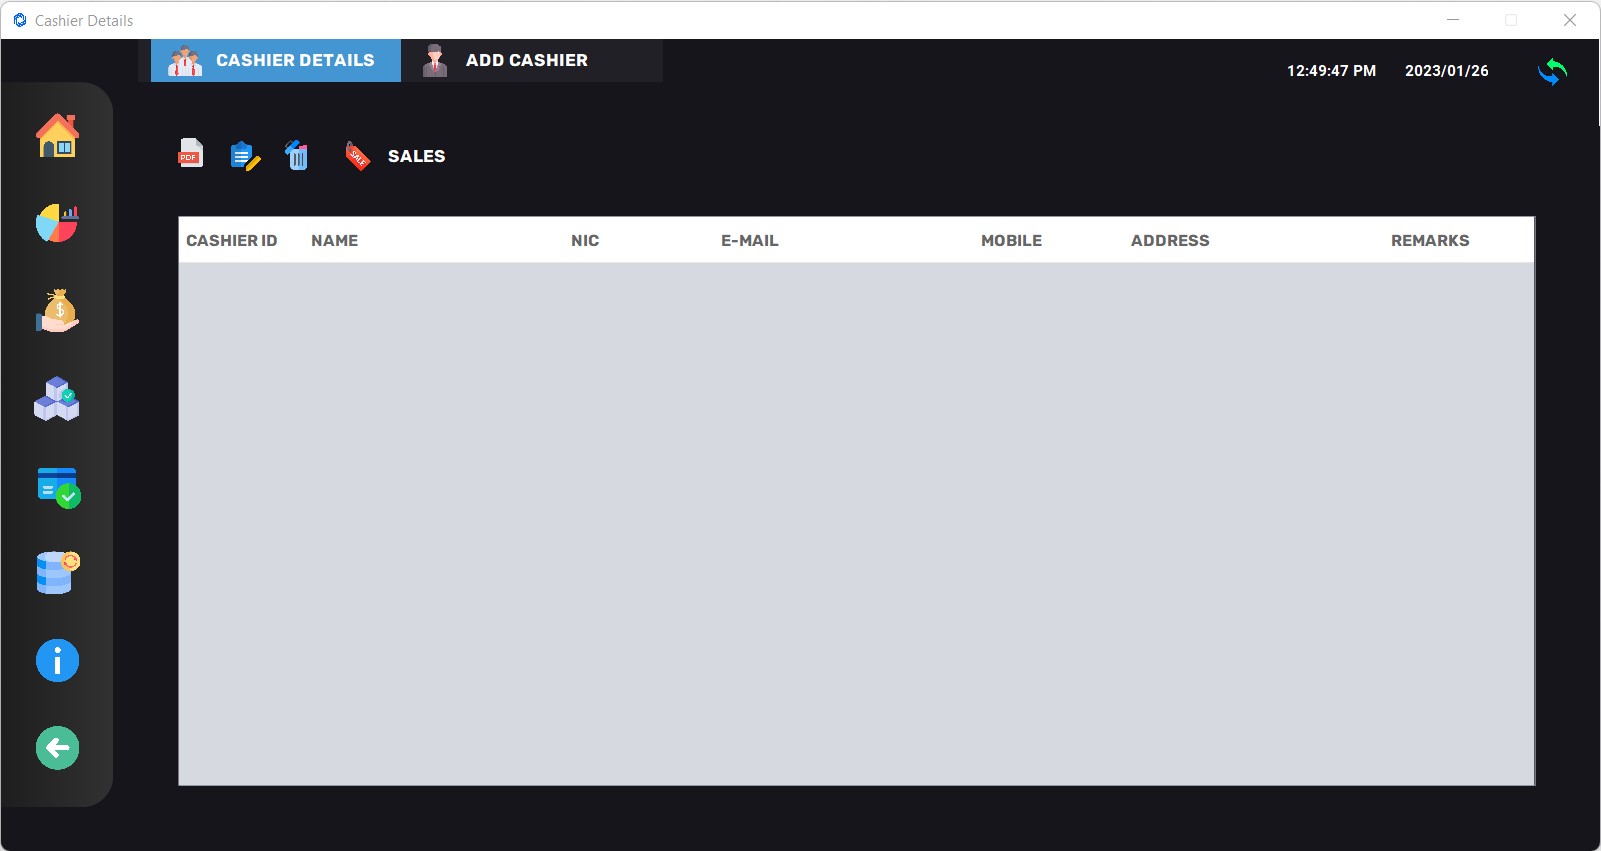 Cashier Details
CASHIER DETAILS
ADD CASHIER
12:49:47 PM
2023/01/26
PDF
SALE
SALES
CASHIER ID
NAME
NIC
E-MAIL
MOBILE
ADDRESS
REMARKS